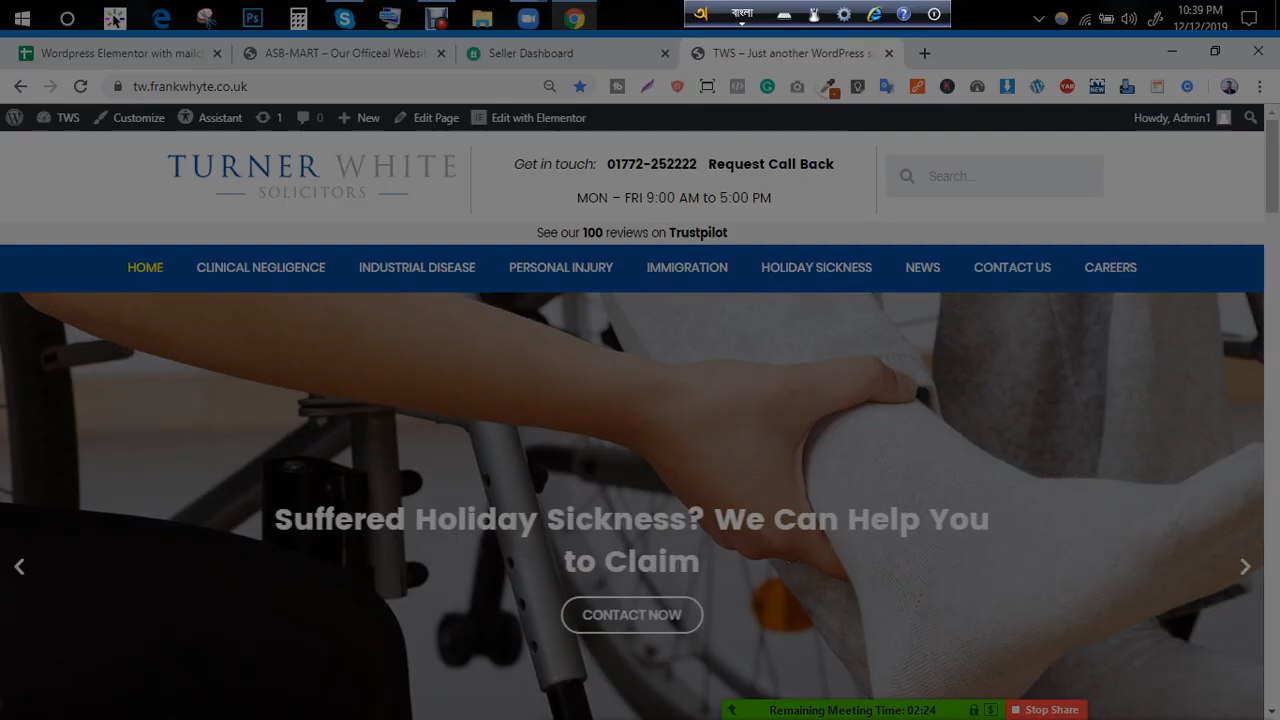 বাংলা
10:39 PM
12/12/2019
Wordpress Elementor with mailc
ASB-MART – Our Officeal Websit
Seller Dashboard
TWS – Just another WordPress s
tw.frankwhyte.co.uk
TWS
Customize
Assistant
1
0
New
Edit Page
Edit with Elementor
Howdy, Admin1
TURNER WHITE
SOLICITORS
Get in touch: 01772-252222 Request Call Back
MON – FRI 9:00 AM to 5:00 PM
Search...
See our 100 reviews on Trustpilot
HOME
CLINICAL NEGLIGENCE
INDUSTRIAL DISEASE
PERSONAL INJURY
IMMIGRATION
HOLIDAY SICKNESS
NEWS
CONTACT US
CAREERS
Suffered Holiday Sickness? We Can Help You
to Claim
CONTACT NOW
Remaining Meeting Time: 02:24
Stop Share